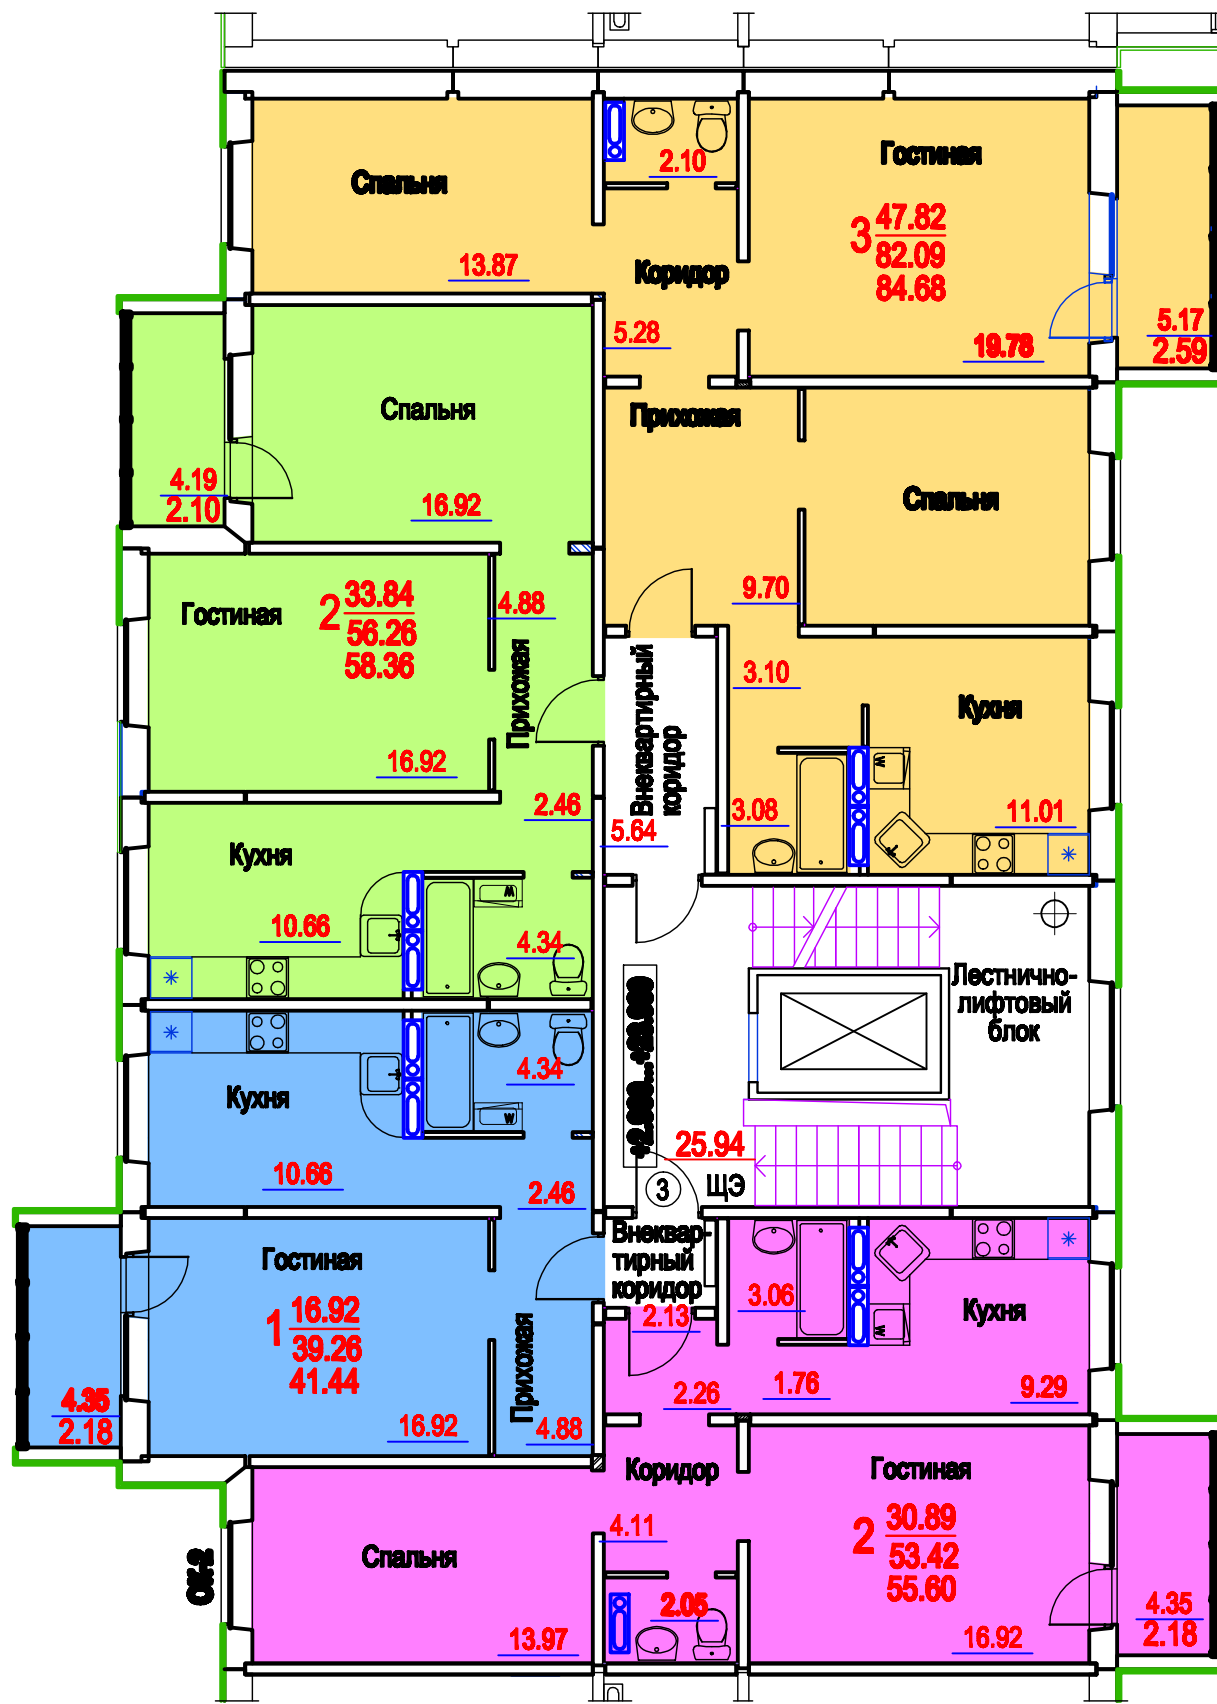 Спальня
13.87
2.10
Коридор
5.28
Гостиная
3
47.82
82.09
84.68
19.78
5.17
2.59
Спальня
4.19
2.10
16.92
Прихожая
9.70
Спальня
Гостиная
2
33.84
56.26
58.36
16.92
4.88
Прихожая
2.46
Внеквартирный
коридор
5.64
3.10
3.08
Кухня
11.01
Кухня
10.66
4.34
W
W
Лестнично-
лифтовый
блок
25.94
3
ЩЭ
Кухня
10.66
4.34
W
2.46
Гостиная
1
16.92
39.26
41.44
16.92
4.35
2.18
Прихожая
4.88
Внеквар-
тирный
коридор
2.13
3.06
W
Кухня
9.29
2.26
1.76
Коридор
4.11
Гостиная
2
30.89
53.42
55.60
16.92
4.35
2.18
Спальня
13.97
2.05
ОК-2